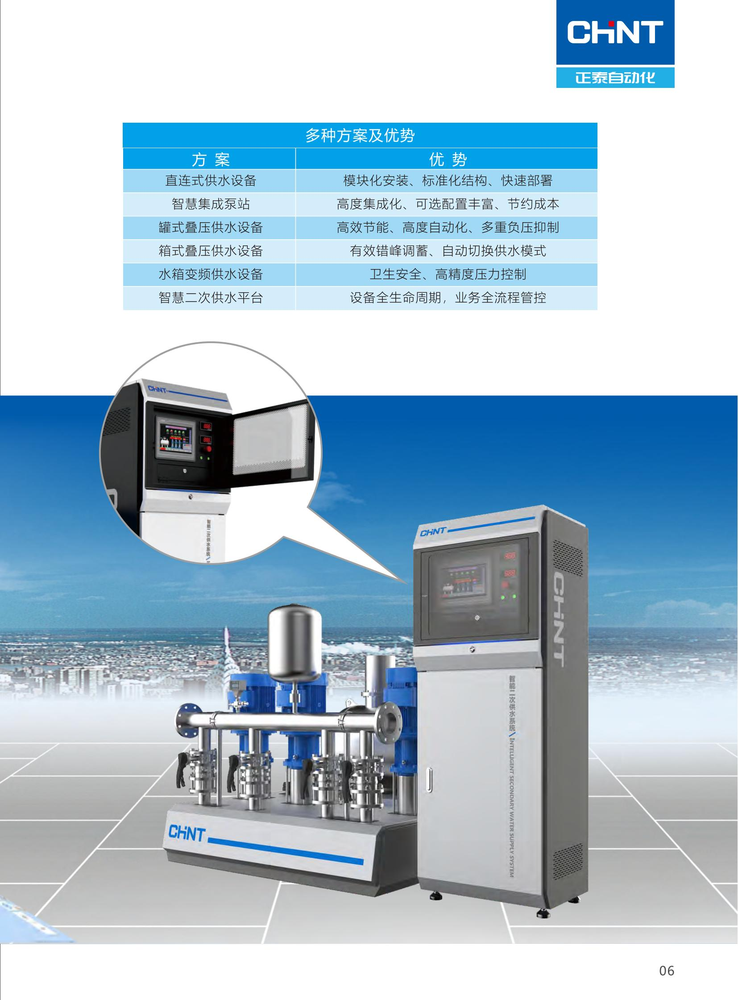 CHNT
正泰自动化
多种方案及优势
方 案 优 势
直连式供水设备 模块化安装、标准化结构、快速部署
智慧集成泵站 高度集成化、可选配置丰富、节约成本
罐式叠压供水设备 高效节能、高度自动化、多重负压抑制
箱式叠压供水设备 有效错峰调蓄、自动切换供水模式
水箱变频供水设备 卫生安全、高精度压力控制
智慧二次供水平台 设备全生命周期，业务全流程管控
CHNT
智能二次供水系统
CHNT
CHNT
智能二次供水系统\INTELLIGENT SECONDARY WATER SUPPLY SYSTEM
CHNT
06